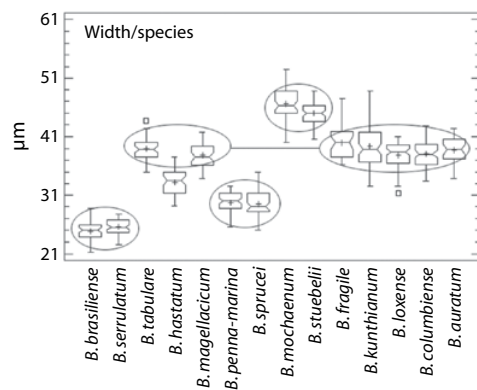 Width/species
61
51
41
31
21
µm
B. brasiliense
B. serrulatum
B. tabulare
B. hastatum
B. magellacicum
B. penna-marina
B. sprucei
B. mochaenum
B. stuebelii
B. fragile
B. kunthianum
B. loxense
B. columbiense
B. auratum